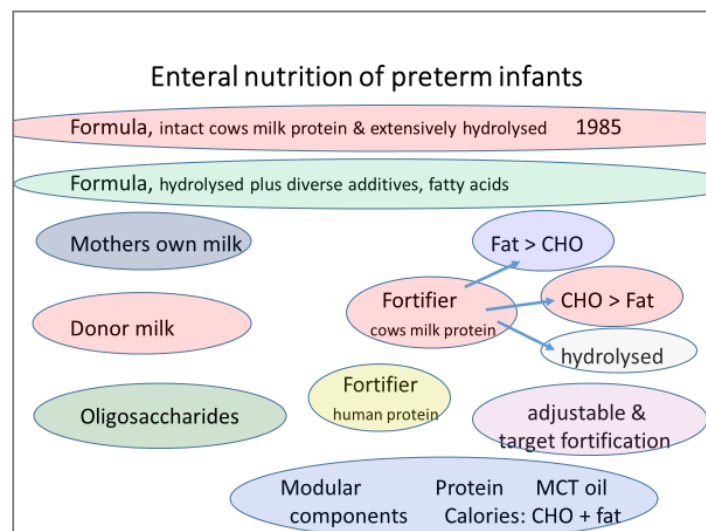 Enteral nutrition of preterm infants
Formula, intact cows milk protein & extensively hydrolysed 1985
Formula, hydrolysed plus diverse additives, fatty acids
Mothers own milk
Fat > CHO
Fortifier
cows milk protein
CHO > Fat
Donor milk
hydrolysed
Fortifier
human protein
Oligosaccharides
adjustable &
target fortification
Modular Protein MCT oil
components Calories: CHO + fat